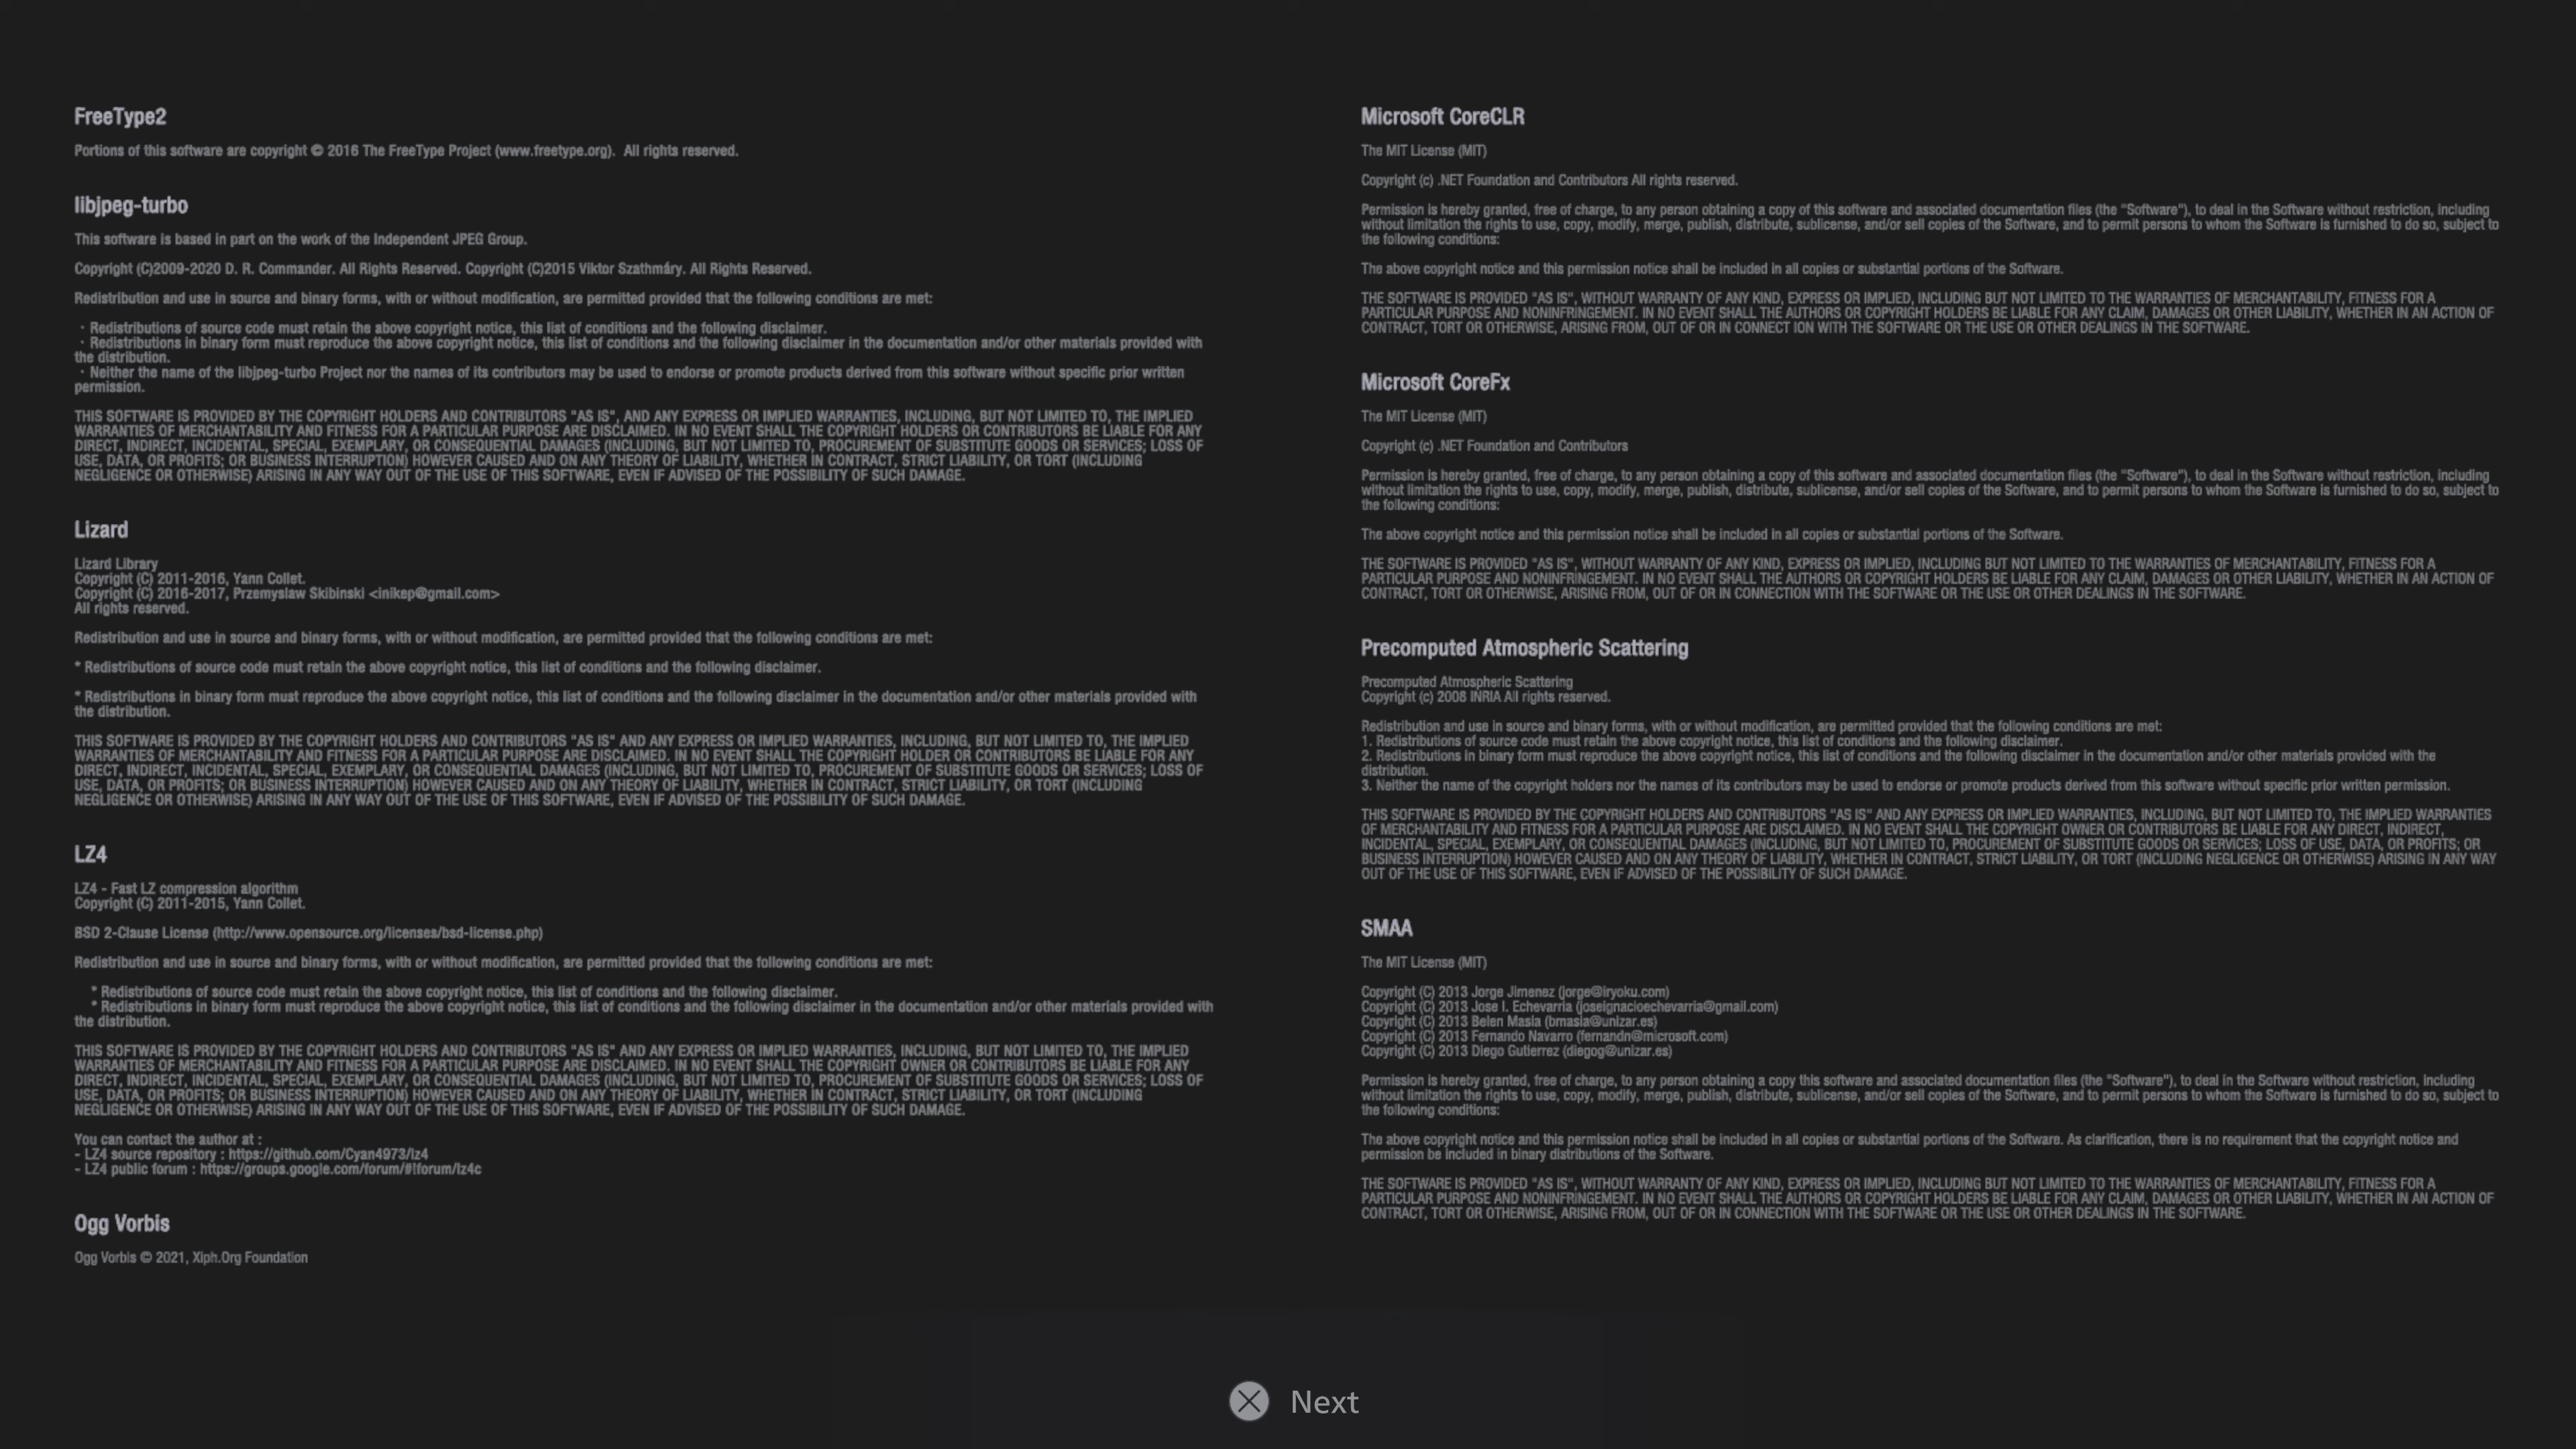 FreeType2
Portions of this software are copyright © 2016 The FreeType Project (www.freetype.org).  All rights reserved.
libjpeg-turbo
This software is based in part on the work of the Independent JPEG Group.
Copyright (C)2009-2020 D. R. Commander. All Rights Reserved. Copyright (C)2015 Viktor Szathmáry. All Rights Reserved.
Redistribution and use in source and binary forms, with or without modification, are permitted provided that the following conditions are met:
· Redistributions of source code must retain the above copyright notice, this list of conditions and the following disclaimer.
· Redistributions in binary form must reproduce the above copyright notice, this list of conditions and the following disclaimer in the documentation and/or other materials provided with
the distribution.
· Neither the name of the libjpeg-turbo Project nor the names of its contributors may be used to endorse or promote products derived from this software without specific prior written
permission.
THIS SOFTWARE IS PROVIDED BY THE COPYRIGHT HOLDERS AND CONTRIBUTORS "AS IS", AND ANY EXPRESS OR IMPLIED WARRANTIES, INCLUDING, BUT NOT LIMITED TO, THE IMPLIED
WARRANTIES OF MERCHANTABILITY AND FITNESS FOR A PARTICULAR PURPOSE ARE DISCLAIMED. IN NO EVENT SHALL THE COPYRIGHT HOLDERS OR CONTRIBUTORS BE LIABLE FOR ANY
DIRECT, INDIRECT, INCIDENTAL, SPECIAL, EXEMPLARY, OR CONSEQUENTIAL DAMAGES (INCLUDING, BUT NOT LIMITED TO, PROCUREMENT OF SUBSTITUTE GOODS OR SERVICES; LOSS OF
USE, DATA, OR PROFITS; OR BUSINESS INTERRUPTION) HOWEVER CAUSED AND ON ANY THEORY OF LIABILITY, WHETHER IN CONTRACT, STRICT LIABILITY, OR TORT (INCLUDING
NEGLIGENCE OR OTHERWISE) ARISING IN ANY WAY OUT OF THE USE OF THIS SOFTWARE, EVEN IF ADVISED OF THE POSSIBILITY OF SUCH DAMAGE.
Lizard
Lizard Library
Copyright (C) 2011-2016, Yann Collet.
Copyright (C) 2016-2017, Przemyslaw Skibinski <inikep@gmail.com>
All rights reserved.
Redistribution and use in source and binary forms, with or without modification, are permitted provided that the following conditions are met:
* Redistributions of source code must retain the above copyright notice, this list of conditions and the following disclaimer.
* Redistributions in binary form must reproduce the above copyright notice, this list of conditions and the following disclaimer in the documentation and/or other materials provided with
the distribution.
THIS SOFTWARE IS PROVIDED BY THE COPYRIGHT HOLDERS AND CONTRIBUTORS "AS IS" AND ANY EXPRESS OR IMPLIED WARRANTIES, INCLUDING, BUT NOT LIMITED TO, THE IMPLIED
WARRANTIES OF MERCHANTABILITY AND FITNESS FOR A PARTICULAR PURPOSE ARE DISCLAIMED. IN NO EVENT SHALL THE COPYRIGHT HOLDER OR CONTRIBUTORS BE LIABLE FOR ANY
DIRECT, INDIRECT, INCIDENTAL, SPECIAL, EXEMPLARY, OR CONSEQUENTIAL DAMAGES (INCLUDING, BUT NOT LIMITED TO, PROCUREMENT OF SUBSTITUTE GOODS OR SERVICES; LOSS OF
USE, DATA, OR PROFITS; OR BUSINESS INTERRUPTION) HOWEVER CAUSED AND ON ANY THEORY OF LIABILITY, WHETHER IN CONTRACT, STRICT LIABILITY, OR TORT (INCLUDING
NEGLIGENCE OR OTHERWISE) ARISING IN ANY WAY OUT OF THE USE OF THIS SOFTWARE, EVEN IF ADVISED OF THE POSSIBILITY OF SUCH DAMAGE.
LZ4
LZ4 - Fast LZ compression algorithm
Copyright (C) 2011-2015, Yann Collet.
BSD 2-Clause License (http://www.opensource.org/licenses/bsd-license.php)
Redistribution and use in source and binary forms, with or without modification, are permitted provided that the following conditions are met:
* Redistributions of source code must retain the above copyright notice, this list of conditions and the following disclaimer.
* Redistributions in binary form must reproduce the above copyright notice, this list of conditions and the following disclaimer in the documentation and/or other materials provided with
the distribution.
THIS SOFTWARE IS PROVIDED BY THE COPYRIGHT HOLDERS AND CONTRIBUTORS "AS IS" AND ANY EXPRESS OR IMPLIED WARRANTIES, INCLUDING, BUT NOT LIMITED TO, THE IMPLIED
WARRANTIES OF MERCHANTABILITY AND FITNESS FOR A PARTICULAR PURPOSE ARE DISCLAIMED. IN NO EVENT SHALL THE COPYRIGHT OWNER OR CONTRIBUTORS BE LIABLE FOR ANY
DIRECT, INDIRECT, INCIDENTAL, SPECIAL, EXEMPLARY, OR CONSEQUENTIAL DAMAGES (INCLUDING, BUT NOT LIMITED TO, PROCUREMENT OF SUBSTITUTE GOODS OR SERVICES; LOSS OF
USE, DATA, OR PROFITS; OR BUSINESS INTERRUPTION) HOWEVER CAUSED AND ON ANY THEORY OF LIABILITY, WHETHER IN CONTRACT, STRICT LIABILITY, OR TORT (INCLUDING
NEGLIGENCE OR OTHERWISE) ARISING IN ANY WAY OUT OF THE USE OF THIS SOFTWARE, EVEN IF ADVISED OF THE POSSIBILITY OF SUCH DAMAGE.
You can contact the author at :
- LZ4 source repository : https://github.com/Cyan4973/lz4
- LZ4 public forum : https://groups.google.com/forum/#!forum/lz4c
Ogg Vorbis
Ogg Vorbis © 2021, Xiph.Org Foundation
Microsoft CoreCLR
The MIT License (MIT)
Copyright (c) .NET Foundation and Contributors All rights reserved.
Permission is hereby granted, free of charge, to any person obtaining a copy of this software and associated documentation files (the "Software"), to deal in the Software without restriction, including
without limitation the rights to use, copy, modify, merge, publish, distribute, sublicense, and/or sell copies of the Software, and to permit persons to whom the Software is furnished to do so, subject to
the following conditions:
The above copyright notice and this permission notice shall be included in all copies or substantial portions of the Software.
THE SOFTWARE IS PROVIDED "AS IS", WITHOUT WARRANTY OF ANY KIND, EXPRESS OR IMPLIED, INCLUDING BUT NOT LIMITED TO THE WARRANTIES OF MERCHANTABILITY, FITNESS FOR A
PARTICULAR PURPOSE AND NONINFRINGEMENT. IN NO EVENT SHALL THE AUTHORS OR COPYRIGHT HOLDERS BE LIABLE FOR ANY CLAIM, DAMAGES OR OTHER LIABILITY, WHETHER IN AN ACTION OF
CONTRACT, TORT OR OTHERWISE, ARISING FROM, OUT OF OR IN CONNECT ION WITH THE SOFTWARE OR THE USE OR OTHER DEALINGS IN THE SOFTWARE.
Microsoft CoreFx
The MIT License (MIT)
Copyright (c) .NET Foundation and Contributors
Permission is hereby granted, free of charge, to any person obtaining a copy of this software and associated documentation files (the "Software"), to deal in the Software without restriction, including
without limitation the rights to use, copy, modify, merge, publish, distribute, sublicense, and/or sell copies of the Software, and to permit persons to whom the Software is furnished to do so, subject to
the following conditions:
The above copyright notice and this permission notice shall be included in all copies or substantial portions of the Software.
THE SOFTWARE IS PROVIDED "AS IS", WITHOUT WARRANTY OF ANY KIND, EXPRESS OR IMPLIED, INCLUDING BUT NOT LIMITED TO THE WARRANTIES OF MERCHANTABILITY, FITNESS FOR A
PARTICULAR PURPOSE AND NONINFRINGEMENT. IN NO EVENT SHALL THE AUTHORS OR COPYRIGHT HOLDERS BE LIABLE FOR ANY CLAIM, DAMAGES OR OTHER LIABILITY, WHETHER IN AN ACTION OF
CONTRACT, TORT OR OTHERWISE, ARISING FROM, OUT OF OR IN CONNECTION WITH THE SOFTWARE OR THE USE OR OTHER DEALINGS IN THE SOFTWARE.
Precomputed Atmospheric Scattering
Precomputed Atmospheric Scattering
Copyright (c) 2008 INRIA All rights reserved.
Redistribution and use in source and binary forms, with or without modification, are permitted provided that the following conditions are met:
1. Redistributions of source code must retain the above copyright notice, this list of conditions and the following disclaimer.
2. Redistributions in binary form must reproduce the above copyright notice, this list of conditions and the following disclaimer in the documentation and/or other materials provided with the
distribution.
3. Neither the name of the copyright holders nor the names of its contributors may be used to endorse or promote products derived from this software without specific prior written permission.
THIS SOFTWARE IS PROVIDED BY THE COPYRIGHT HOLDERS AND CONTRIBUTORS "AS IS" AND ANY EXPRESS OR IMPLIED WARRANTIES, INCLUDING, BUT NOT LIMITED TO, THE IMPLIED WARRANTIES
OF MERCHANTABILITY AND FITNESS FOR A PARTICULAR PURPOSE ARE DISCLAIMED. IN NO EVENT SHALL THE COPYRIGHT OWNER OR CONTRIBUTORS BE LIABLE FOR ANY DIRECT, INDIRECT,
INCIDENTAL, SPECIAL, EXEMPLARY, OR CONSEQUENTIAL DAMAGES (INCLUDING, BUT NOT LIMITED TO, PROCUREMENT OF SUBSTITUTE GOODS OR SERVICES; LOSS OF USE, DATA, OR PROFITS; OR
BUSINESS INTERRUPTION) HOWEVER CAUSED AND ON ANY THEORY OF LIABILITY, WHETHER IN CONTRACT, STRICT LIABILITY, OR TORT (INCLUDING NEGLIGENCE OR OTHERWISE) ARISING IN ANY WAY
OUT OF THE USE OF THIS SOFTWARE, EVEN IF ADVISED OF THE POSSIBILITY OF SUCH DAMAGE.
SMAA
The MIT License (MIT)
Copyright (C) 2013 Jorge Jimenez (jorge@iryoku.com)
Copyright (C) 2013 Jose I. Echevarria (joseignacioechevarria@gmail.com)
Copyright (C) 2013 Belen Masia (bmasia@unizar.es)
Copyright (C) 2013 Fernando Navarro (fernandn@microsoft.com)
Copyright (C) 2013 Diego Gutierrez (diegog@unizar.es)
Permission is hereby granted, free of charge, to any person obtaining a copy this software and associated documentation files (the "Software"), to deal in the Software without restriction, including
without limitation the rights to use, copy, modify, merge, publish, distribute, sublicense, and/or sell copies of the Software, and to permit persons to whom the Software is furnished to do so, subject to
the following conditions:
The above copyright notice and this permission notice shall be included in all copies or substantial portions of the Software. As clarification, there is no requirement that the copyright notice and
permission be included in binary distributions of the Software.
THE SOFTWARE IS PROVIDED "AS IS", WITHOUT WARRANTY OF ANY KIND, EXPRESS OR IMPLIED, INCLUDING BUT NOT LIMITED TO THE WARRANTIES OF MERCHANTABILITY, FITNESS FOR A
PARTICULAR PURPOSE AND NONINFRINGEMENT. IN NO EVENT SHALL THE AUTHORS OR COPYRIGHT HOLDERS BE LIABLE FOR ANY CLAIM, DAMAGES OR OTHER LIABILITY, WHETHER IN AN ACTION OF
CONTRACT, TORT OR OTHERWISE, ARISING FROM, OUT OF OR IN CONNECTION WITH THE SOFTWARE OR THE USE OR OTHER DEALINGS IN THE SOFTWARE.
Next